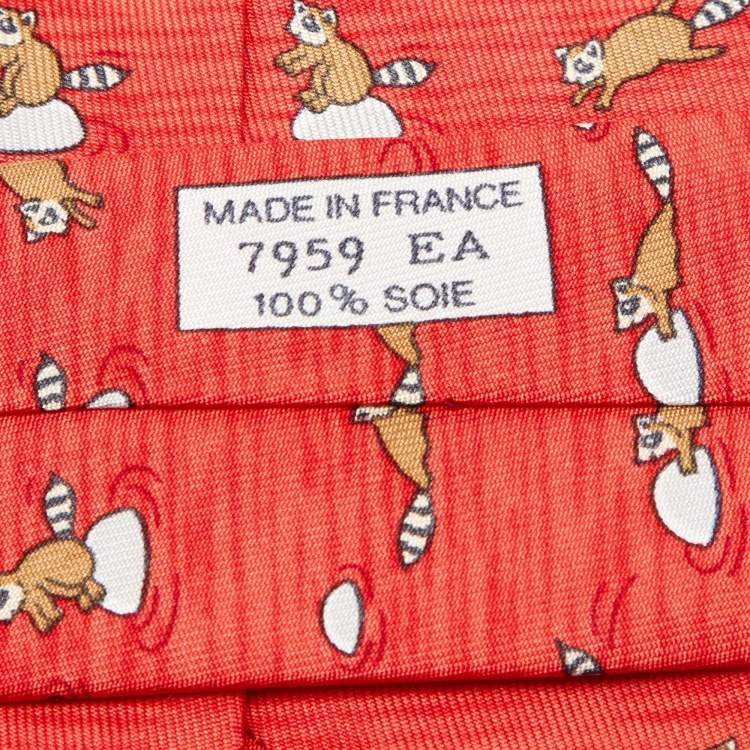 MADE IN FRANCE
7959 EA
100% SOIE